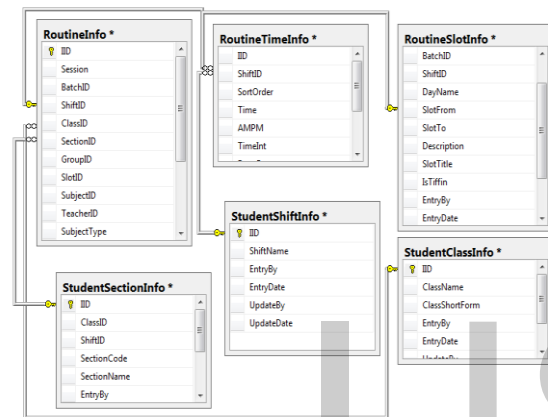 RoutineInfo *
IID
Session
BatchID
ShiftID
ClassID
SectionID
GroupID
SlotID
SubjectID
TeacherID
SubjectType
RoutineTimeInfo *
IID
ShiftID
SortOrder
Time
AMPM
TimeInt
RoutineSlotInfo *
BatchID
ShiftID
DayName
SlotFrom
SlotTo
Description
SlotTitle
IsTiffin
EntryBy
EntryDate
StudentShiftInfo *
IID
ShiftName
EntryBy
EntryDate
UpdateBy
UpdateDate
StudentClassInfo *
IID
ClassName
ClassShortForm
EntryBy
EntryDate
UpdateBy
StudentSectionInfo *
IID
ClassID
ShiftID
SectionCode
SectionName
EntryBy